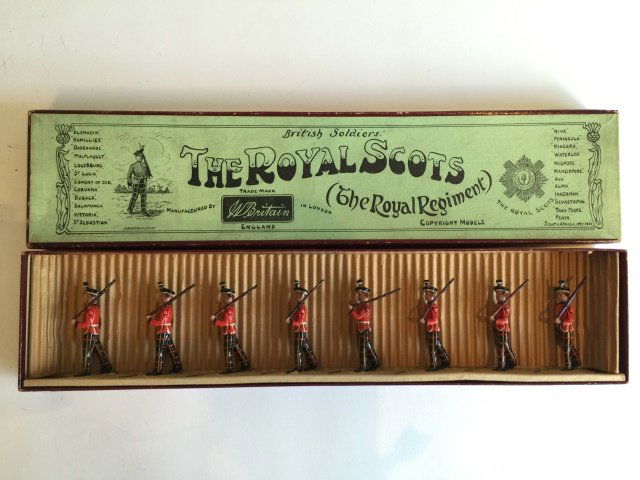 British Soldiers.
THE ROYAL SCOTS
(The Royal Regiment)
TRADE MARK
MANUFACTURED BY
W. Britain
IN LONDON
ENGLAND
COPYRIGHT MODELS.
BLENHEIM,
RAMILLIES
OUDENARDE
MALPLAQUET
LOUISBURG
ST LUCIA,
EGMONT OP ZEE,
CORUNNA
BUSACO,
SALAMANCA
VITTORIA,
ST SEBASTIAN
NIVE
PENINSULA
NIAGARA,
WATERLOO
NAGPORE
MAHEIDPORE
AVA
ALMA
INKERMAN
SEVASTOPOL
TAKU FORTS
PEKIN
SOUTH AFRICA, 1899-1902
THE ROYAL SCOTS